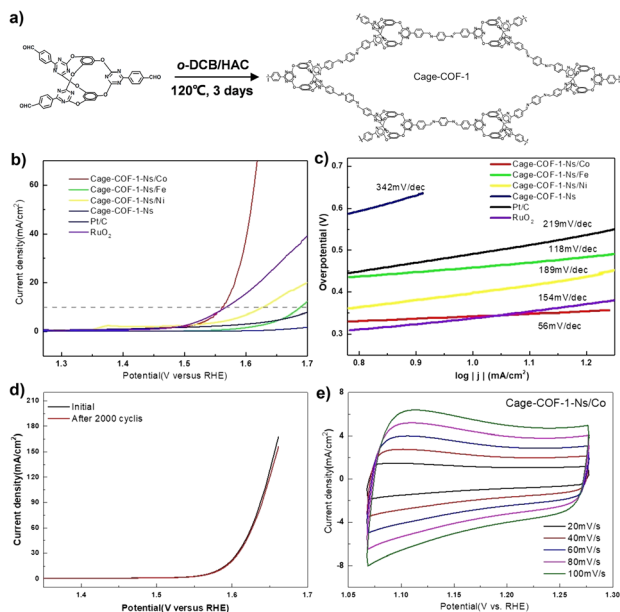 a)
CHO
o-DCB/HAC
120℃, 3 days
CHO
CHO
Cage-COF-1
b)
Cage-COF-1-Ns/Co
Cage-COF-1-Ns/Fe
Cage-COF-1-Ns/Ni
Cage-COF-1-Ns
Pt/C
RuO2
Current density(mA/cm²)
60
40
20
10
0
1.3 1.4 1.5 1.6 1.7
Potential(V versus RHE)
c)
Cage-COF-1-Ns/Co
Cage-COF-1-Ns/Fe
Cage-COF-1-Ns/Ni
Cage-COF-1-Ns
Pt/C
RuO2
342mV/dec
219mV/dec
118mV/dec
189mV/dec
154mV/dec
56mV/dec
Overpotential (V)
0.7
0.6
0.5
0.4
0.3
0.8 0.9 1.0 1.1 1.2
log | j | (mA/cm²)
d)
Initial
After 2000 cyclis
Current density(mA/cm²)
210
180
150
120
90
60
30
0
1.4 1.5 1.6 1.7
Potential(V versus RHE)
e)
Cage-COF-1-Ns/Co
Current density(mA/cm²)
8
4
0
-4
-8
20mV/s
40mV/s
60mV/s
80mV/s
100mV/s
1.05 1.10 1.15 1.20 1.25 1.30
Potential(V vs. RHE)